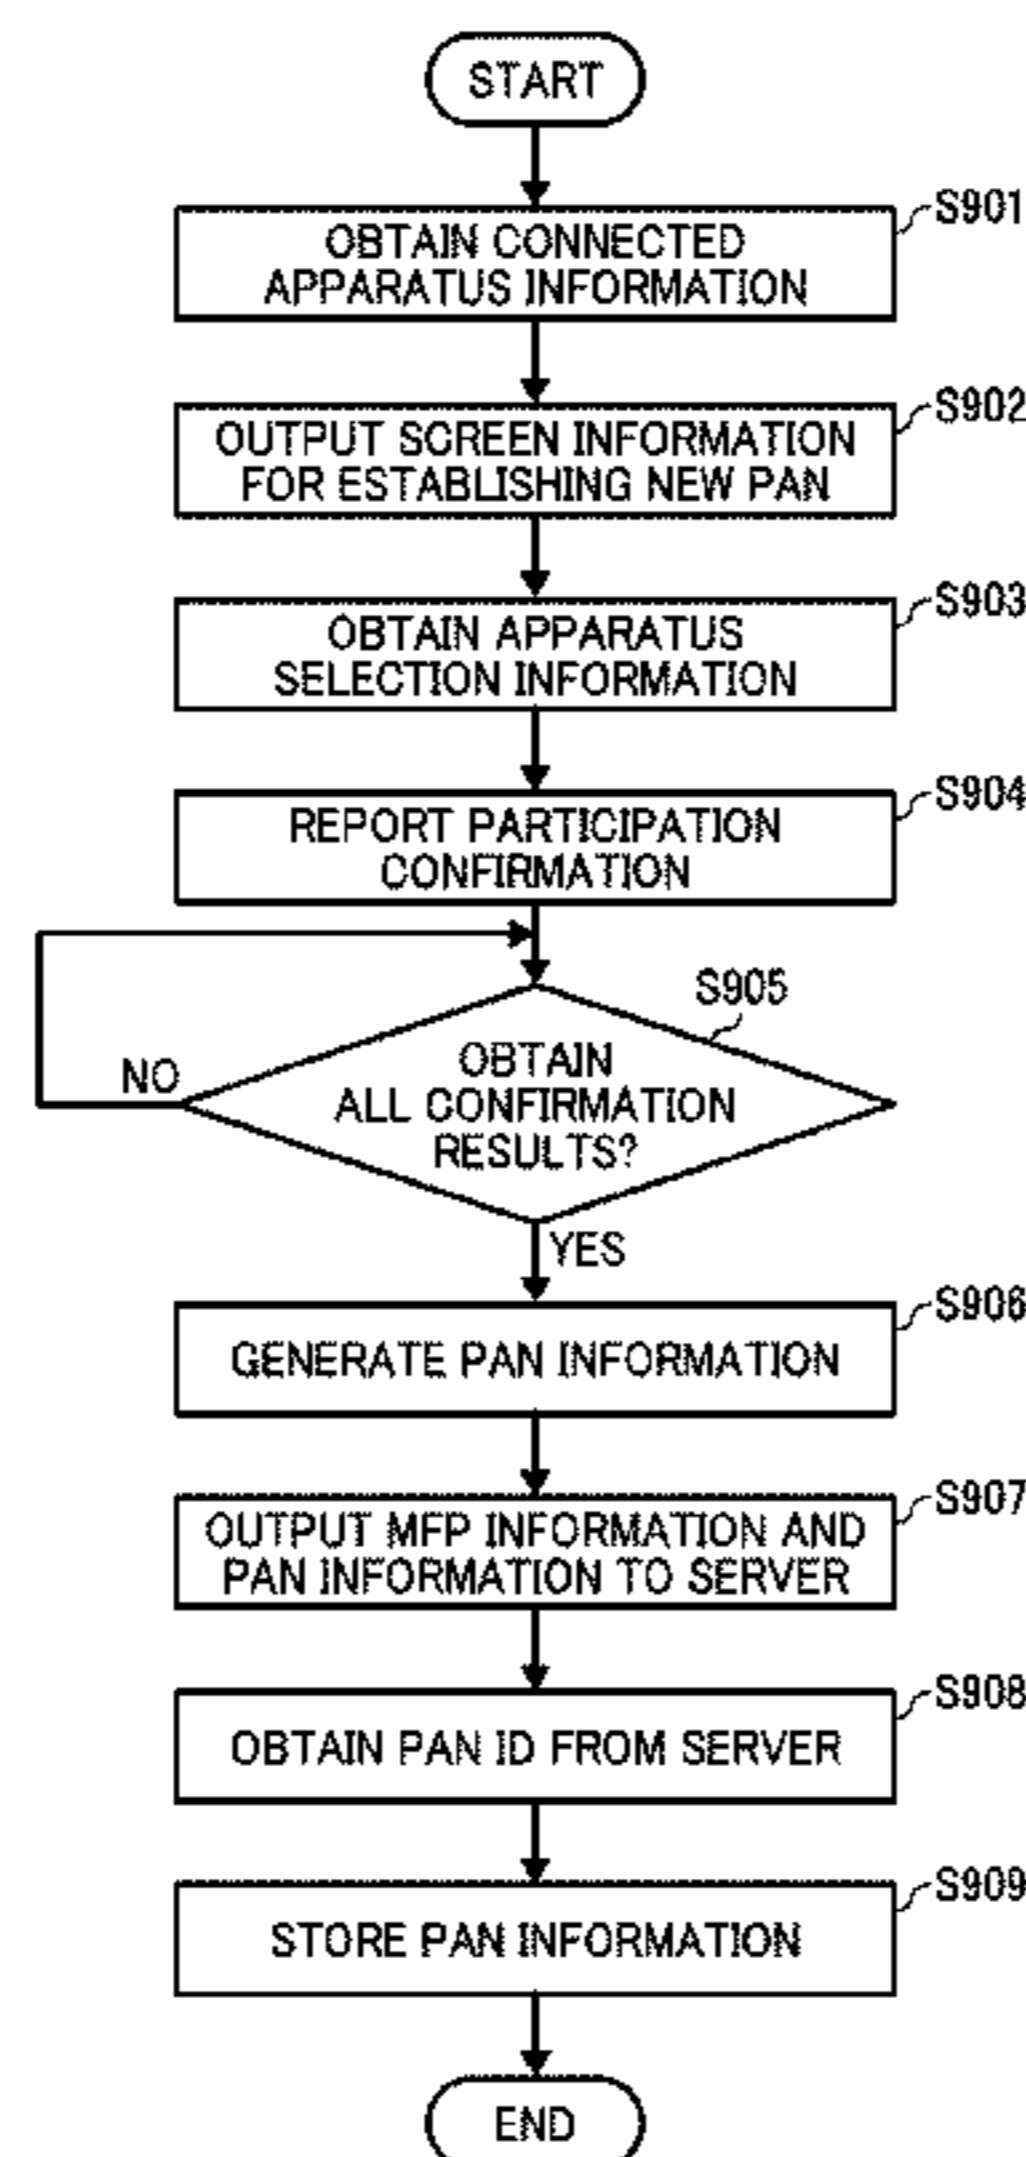 START
S901
OBTAIN CONNECTED
APPARATUS INFORMATION
S902
OUTPUT SCREEN INFORMATION
FOR ESTABLISHING NEW PAN
S903
OBTAIN APPARATUS
SELECTION INFORMATION
S904
REPORT PARTICIPATION
CONFIRMATION
S905
OBTAIN
ALL CONFIRMATION
RESULTS?
NO
YES
S906
GENERATE PAN INFORMATION
S907
OUTPUT MFP INFORMATION AND
PAN INFORMATION TO SERVER
S908
OBTAIN PAN ID FROM SERVER
S909
STORE PAN INFORMATION
END